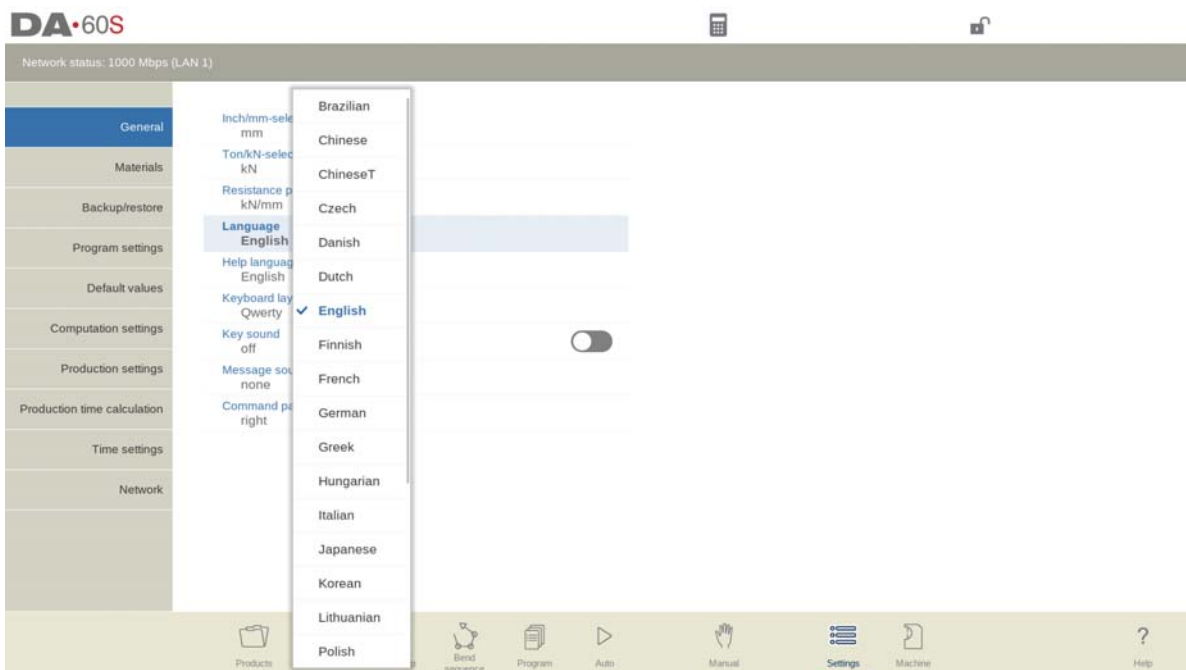 DA·60S
Network status: 1000 Mbps (LAN 1)
General
Materials
Backup/restore
Program settings
Default values
Computation settings
Production settings
Production time calculation
Time settings
Network
Inch/mm-sele
mm
Ton/kN-selec
kN
Resistance p
kN/mm
Language
English
Help languag
English
Keyboard lay
Qwerty
Key sound
off
Message sou
none
Command pa
right
Brazilian
Chinese
ChineseT
Czech
Danish
Dutch
English
Finnish
French
German
Greek
Hungarian
Italian
Japanese
Korean
Lithuanian
Polish
Products
Bend
sequence
Program
Auto
Manual
Settings
Machine
Help